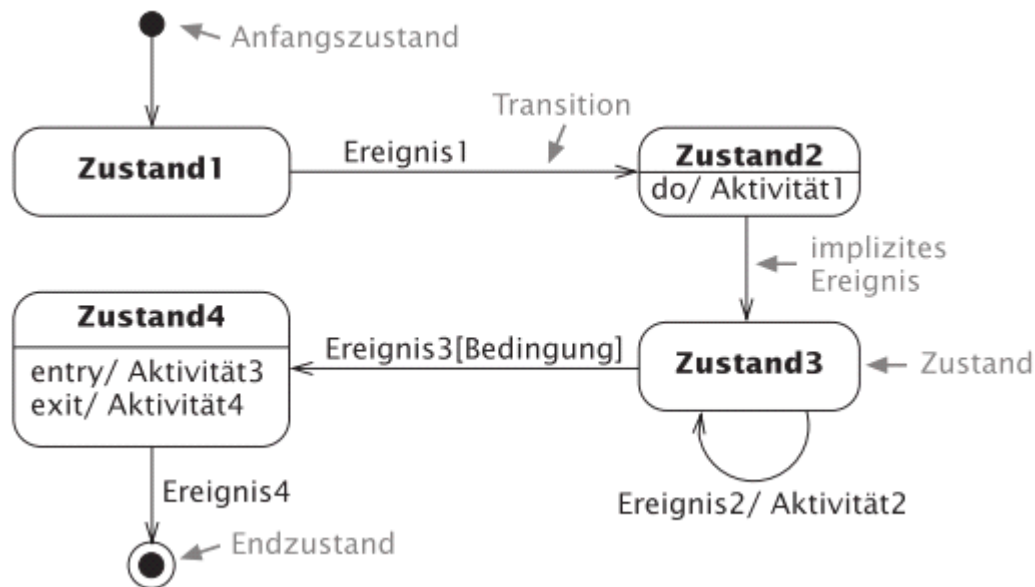 Anfangszustand
Transition
Zustand1
Ereignis1
Zustand2
do/ Aktivität1
implizites
Ereignis
Zustand4
entry/ Aktivität3
exit/ Aktivität4
Ereignis3[Bedingung]
Zustand3
Zustand
Ereignis4
Ereignis2/ Aktivität2
Endzustand